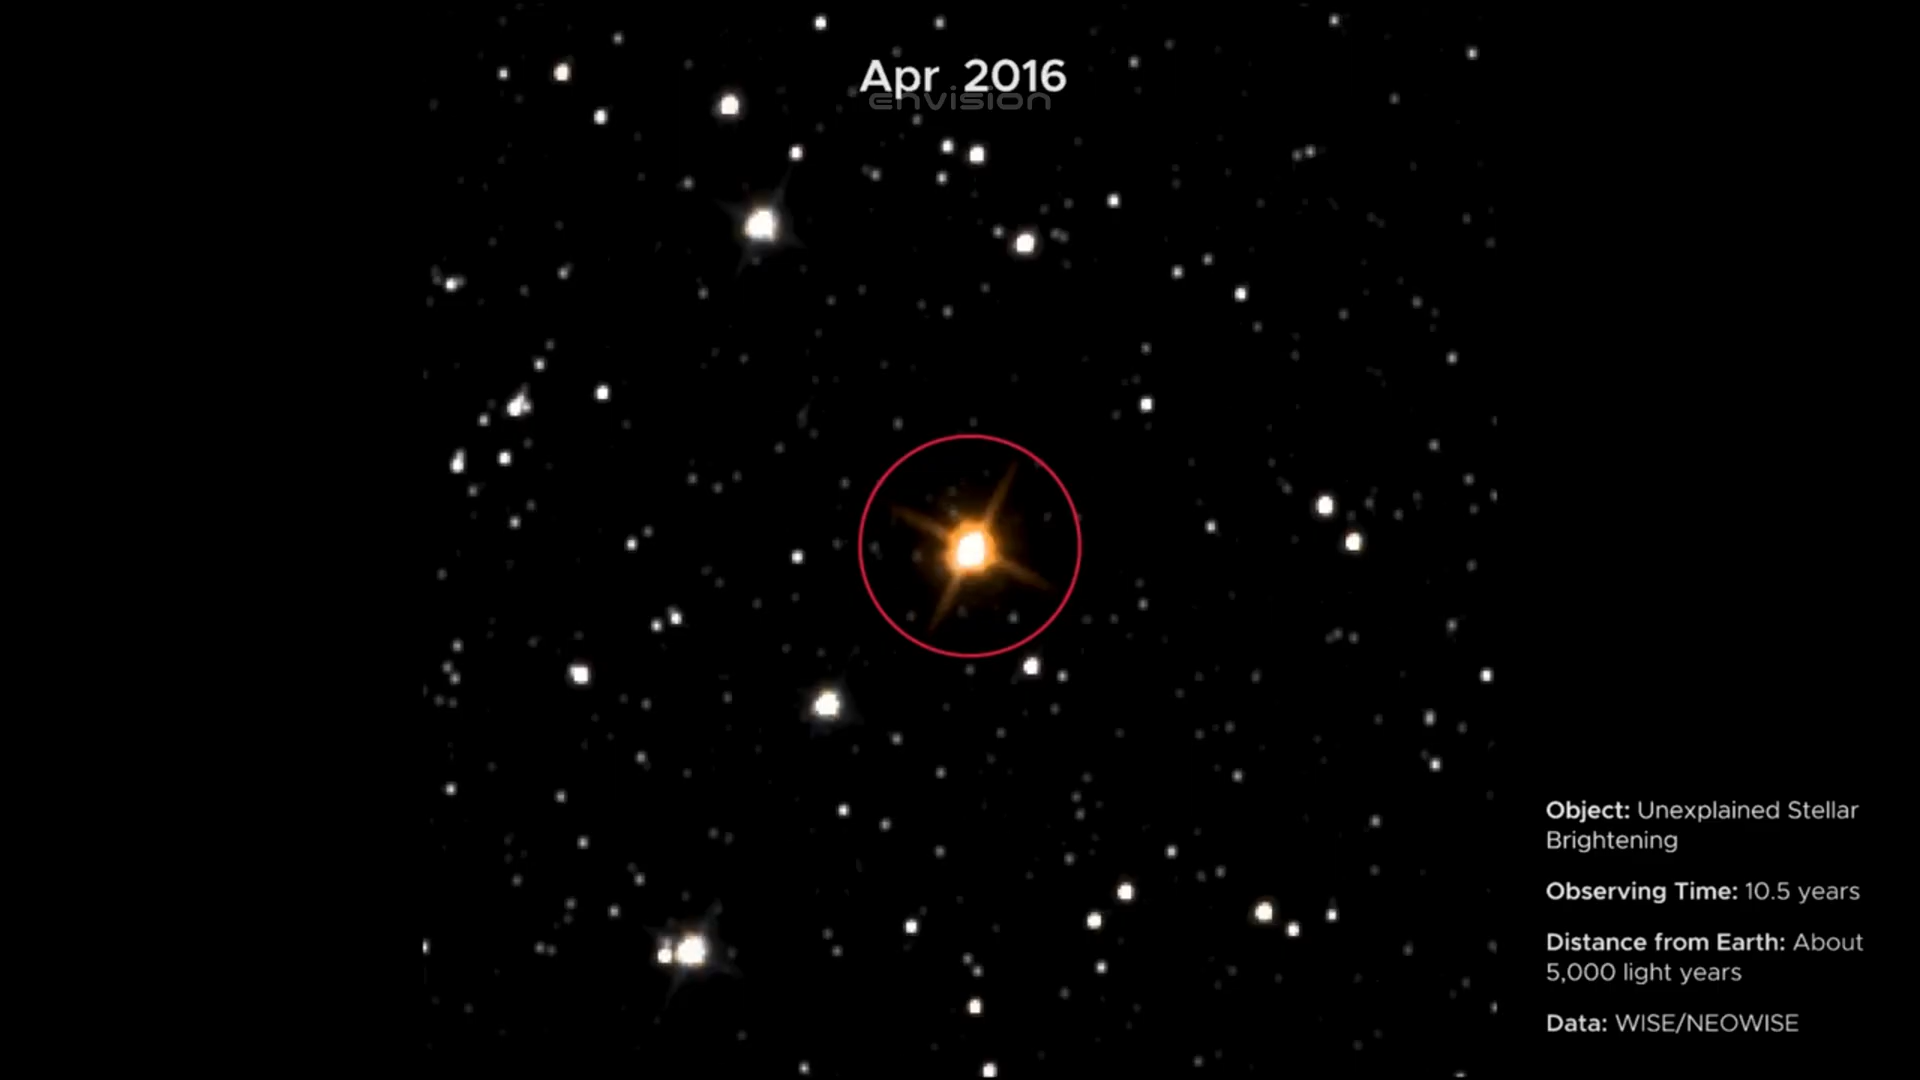 Apr 2016
envision
Object: Unexplained Stellar
Brightening
Observing Time: 10.5 years
Distance from Earth: About
5,000 light years
Data: WISE/NEOWISE